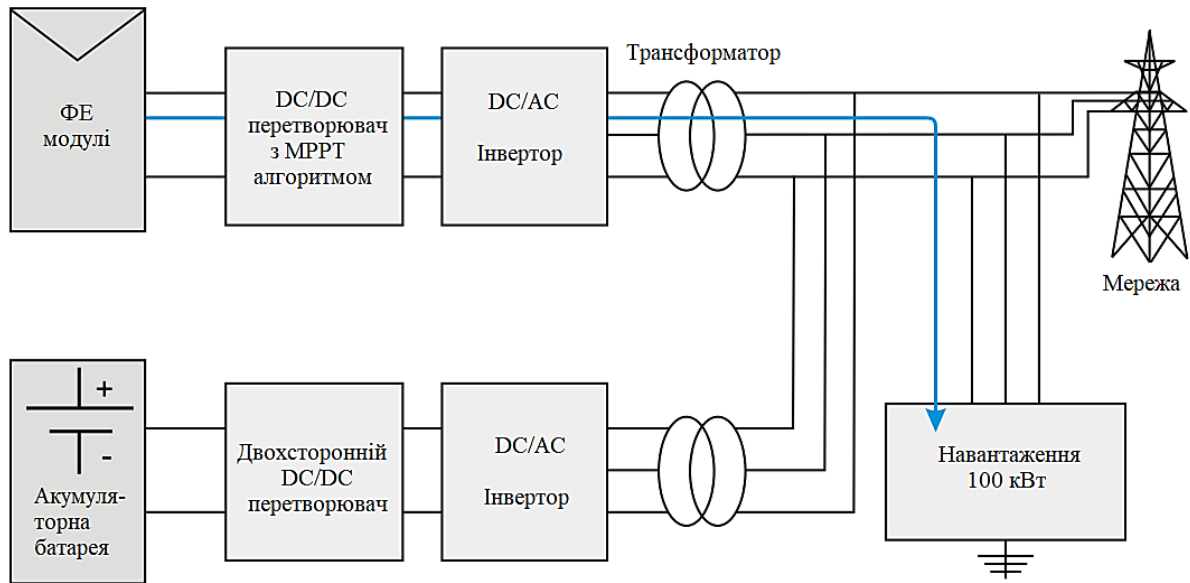 ФЕ
модулі
DC/DC
перетворювач
з МРРТ
алгоритмом
DC/AC
Інвертор
Трансформатор
Мережа
+
-
Акумуля-
торна
батарея
Двохсторонній
DC/DC
перетворювач
DC/AC
Інвертор
Навантаження
100 кВт